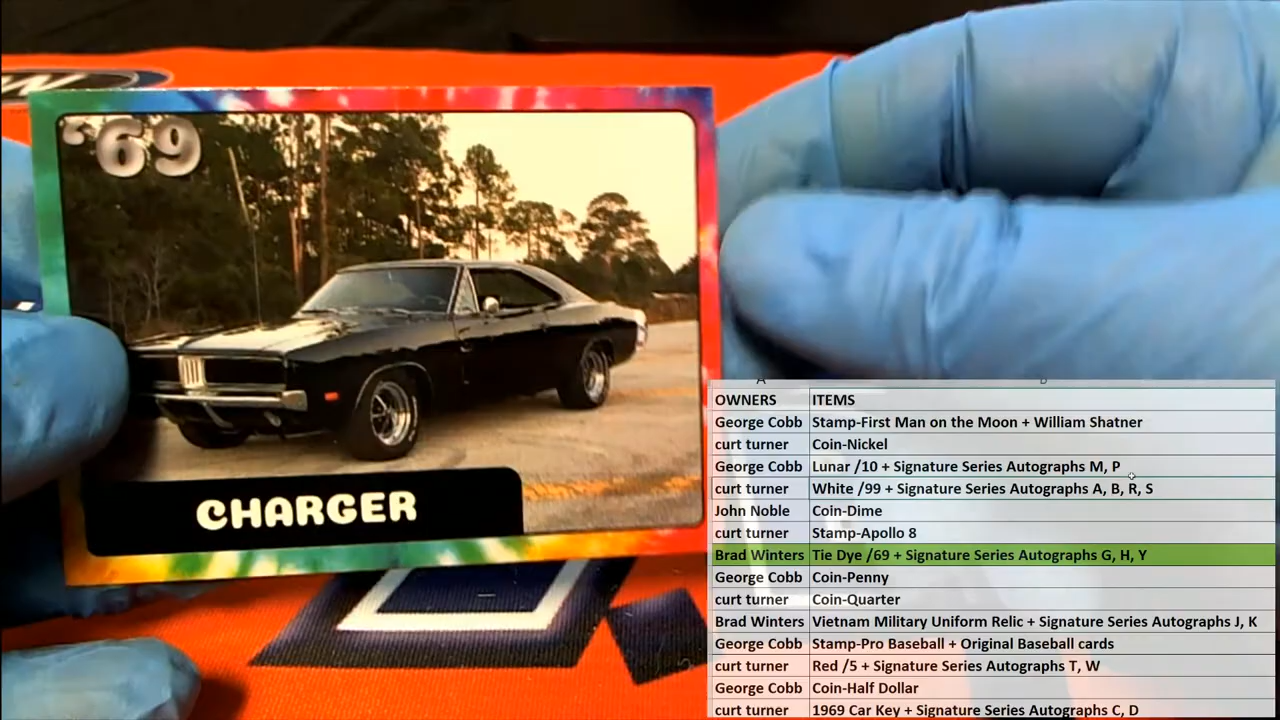 '69
CHARGER
A
OWNERS ITEMS
George Cobb Stamp-First Man on the Moon + William Shatner
curt turner Coin-Nickel
George Cobb Lunar /10 + Signature Series Autographs M, P
curt turner White /99 + Signature Series Autographs A, B, R, S
John Noble Coin-Dime
curt turner Stamp-Apollo 8
Brad Winters Tie Dye /69 + Signature Series Autographs G, H, Y
George Cobb Coin-Penny
curt turner Coin-Quarter
Brad Winters Vietnam Military Uniform Relic + Signature Series Autographs J, K
George Cobb Stamp-Pro Baseball + Original Baseball cards
curt turner Red /5 + Signature Series Autographs T, W
George Cobb Coin-Half Dollar
curt turner 1969 Car Key + Signature Series Autographs C, D